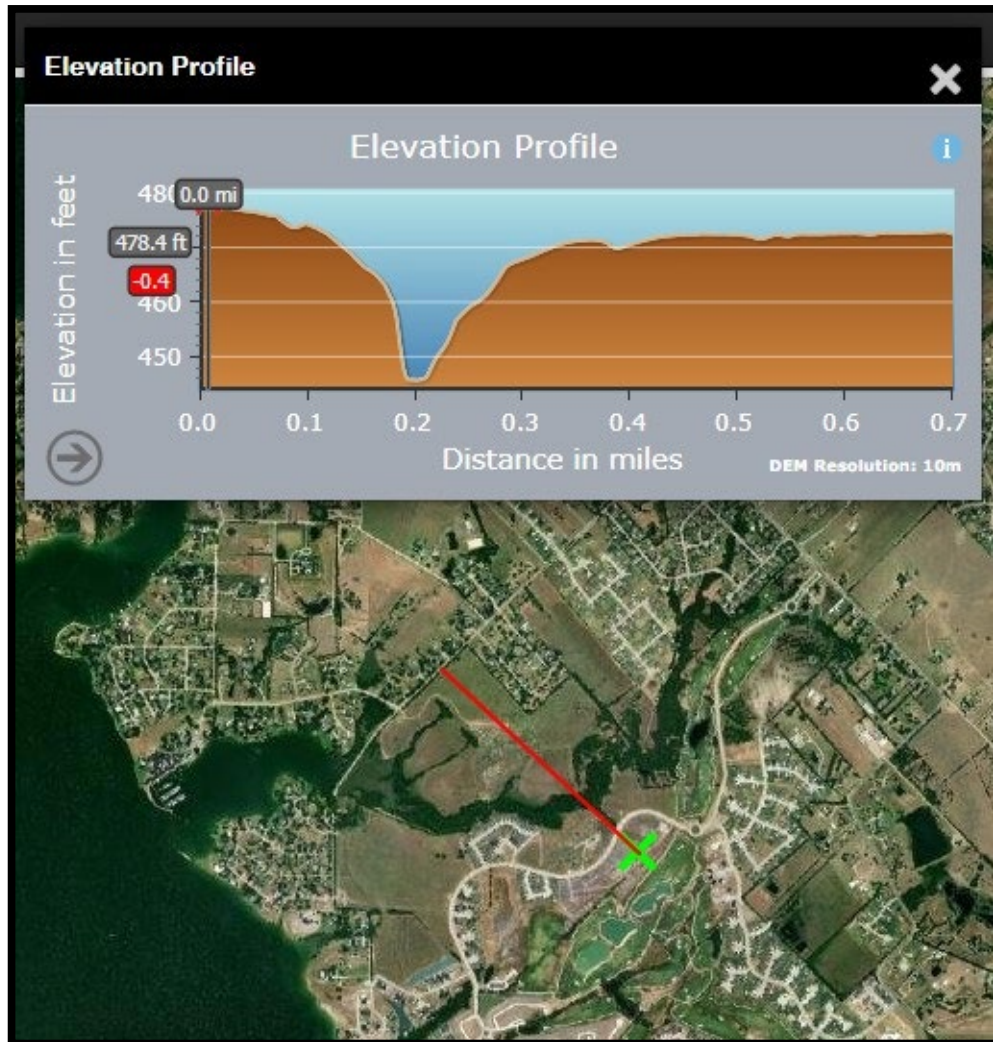 Elevation Profile
Elevation Profile
i
Elevation in feet
480
0.0 mi
478.4 ft
-0.4
460
450
0.0 0.1 0.2 0.3 0.4 0.5 0.6 0.7
Distance in miles
DEM Resolution: 10m